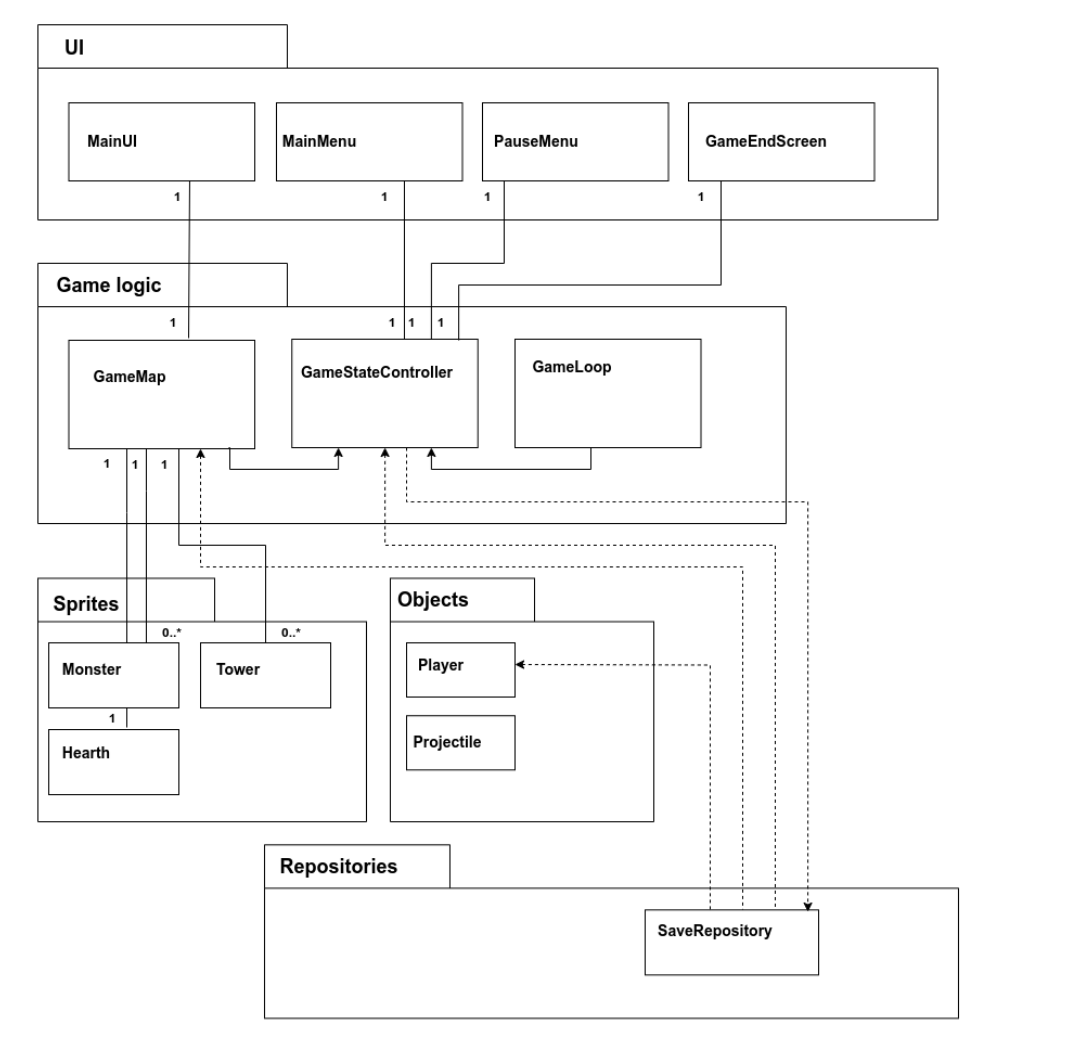 UI
MainUI
MainMenu
PauseMenu
GameEndScreen
1
1
1
1
Game logic
1
1
1
1
GameMap
GameStateController
GameLoop
1
1
1
Sprites
Objects
0..*
0..*
Monster
Tower
Player
1
Hearth
Projectile
Repositories
SaveRepository